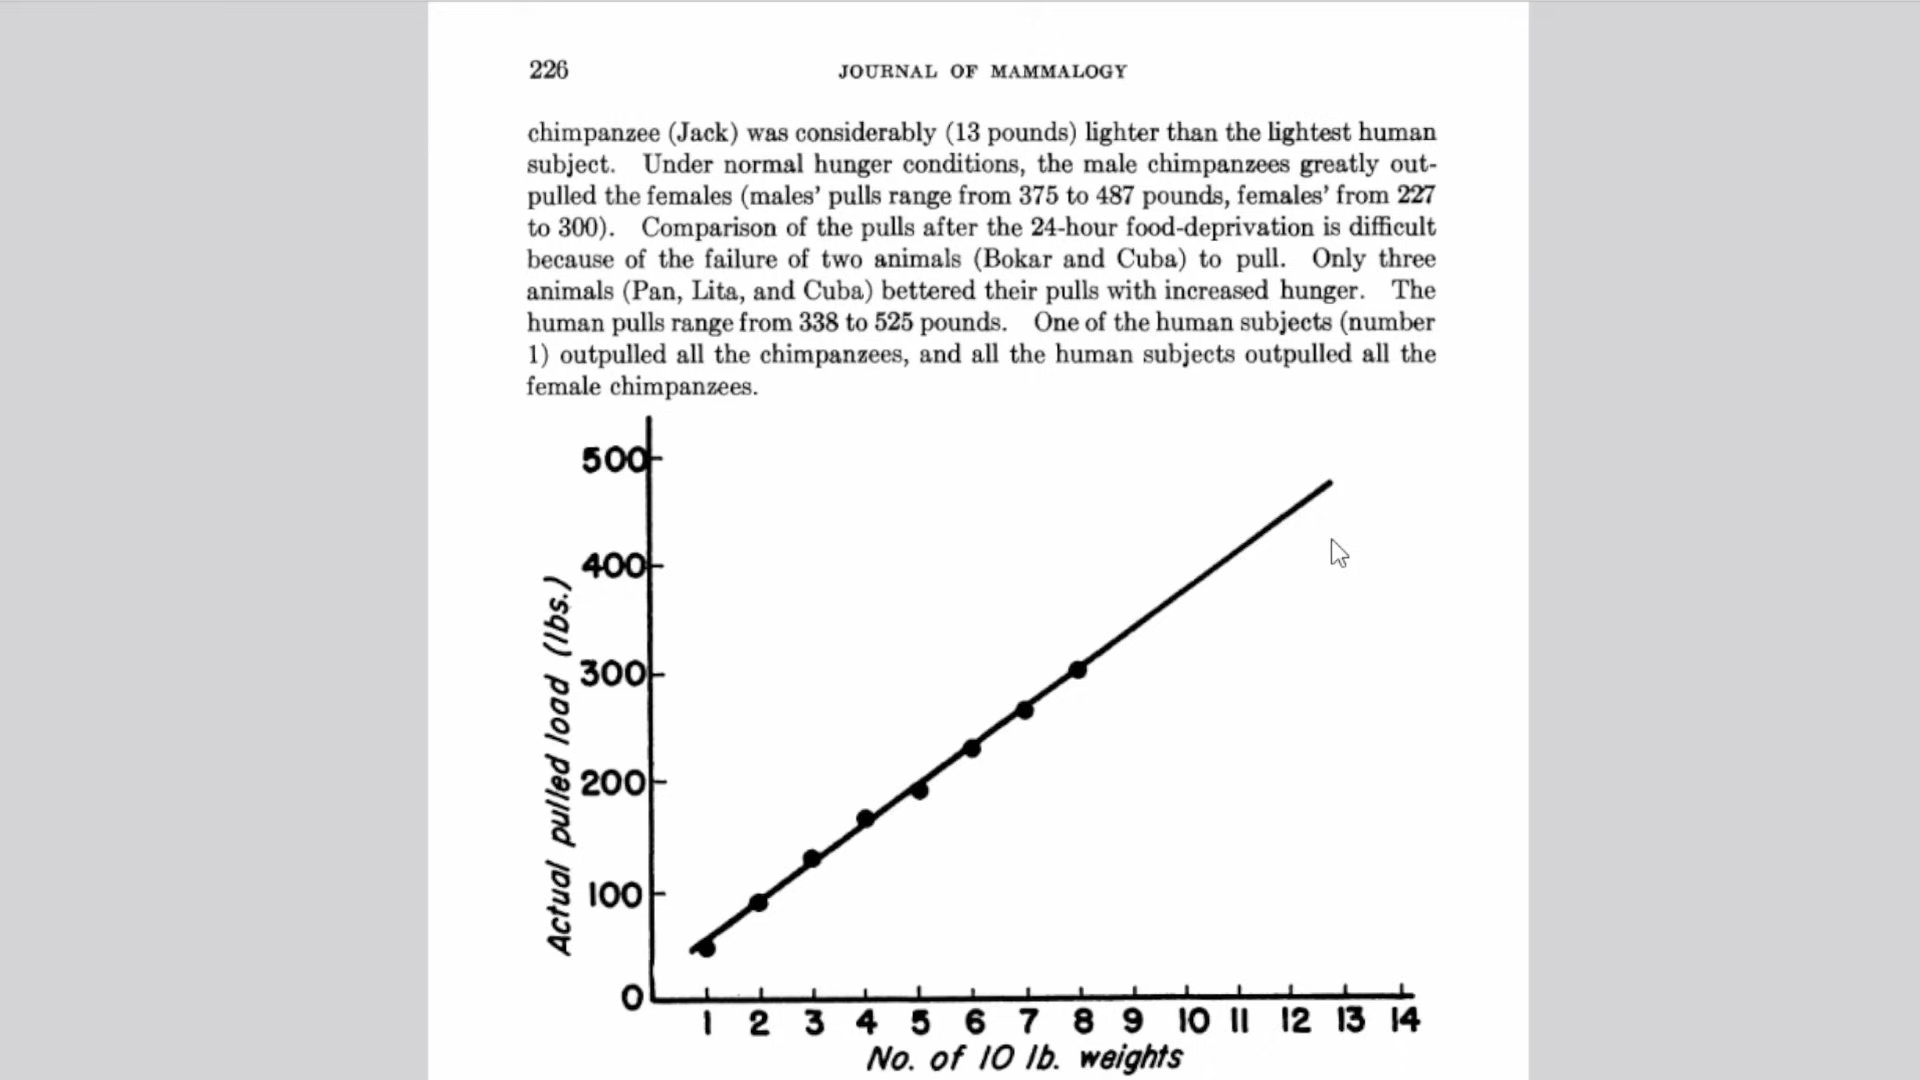 226
JOURNAL OF MAMMALOGY
chimpanzee (Jack) was considerably (13 pounds) lighter than the lightest human
subject. Under normal hunger conditions, the male chimpanzees greatly out-
pulled the females (males' pulls range from 375 to 487 pounds, females' from 227
to 300). Comparison of the pulls after the 24-hour food-deprivation is difficult
because of the failure of two animals (Bokar and Cuba) to pull. Only three
animals (Pan, Lita, and Cuba) bettered their pulls with increased hunger. The
human pulls range from 338 to 525 pounds. One of the human subjects (number
1) outpulled all the chimpanzees, and all the human subjects outpulled all the
female chimpanzees.
500
400
300
200
100
0
Actual pulled load (lbs.)
1 2 3 4 5 6 7 8 9 10 11 12 13 14
No. of 10 lb. weights